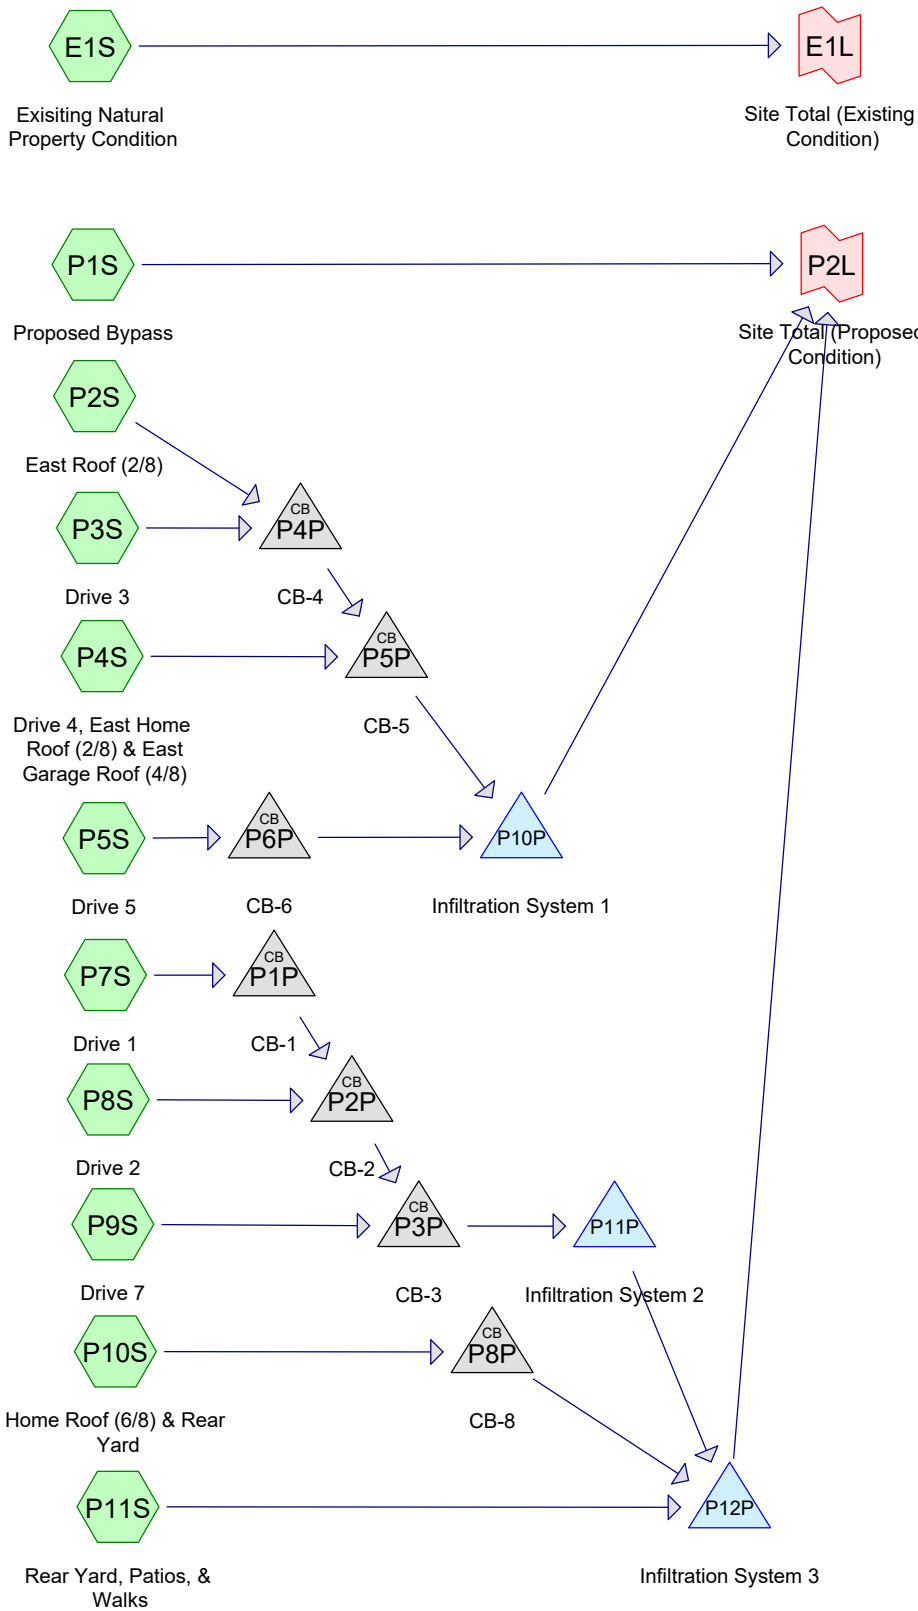 E1S
E1L
Exisiting Natural
Property Condition
Site Total (Existing
Condition)
P1S
P2L
Proposed Bypass
Site Total (Proposed
Condition)
P2S
East Roof (2/8)
P3S
CB
P4P
Drive 3
CB-4
P4S
CB
P5P
Drive 4, East Home
Roof (2/8) & East
Garage Roof (4/8)
CB-5
P5S
CB
P6P
P10P
Drive 5
CB-6
Infiltration System 1
P7S
CB
P1P
Drive 1
CB-1
P8S
CB
P2P
Drive 2
CB-2
P9S
CB
P3P
P11P
Drive 7
CB-3
Infiltration System 2
P10S
CB
P8P
Home Roof (6/8) & Rear
Yard
CB-8
P11S
P12P
Rear Yard, Patios, &
Walks
Infiltration System 3